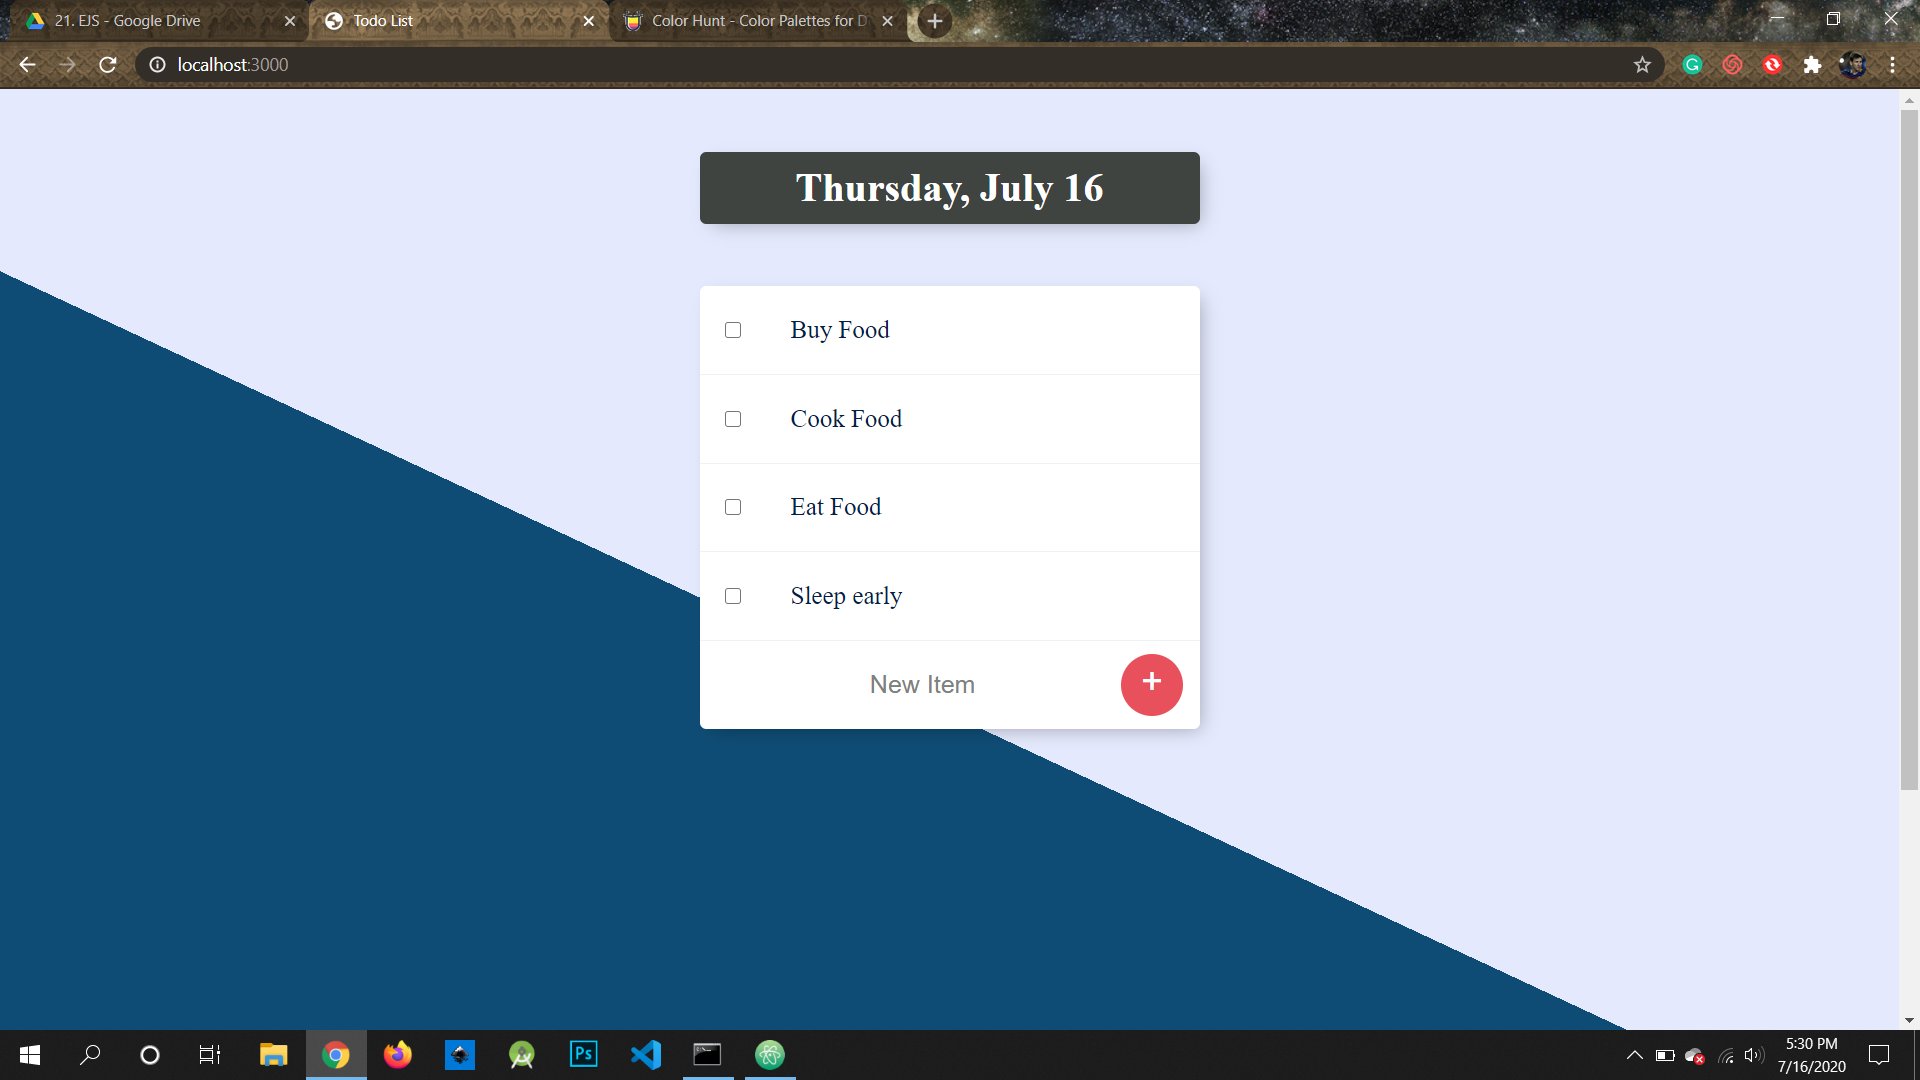 21. EJS - Google Drive
Todo List
Color Hunt - Color Palettes for D
localhost:3000
Thursday, July 16
Buy Food
Cook Food
Eat Food
Sleep early
New Item
+
Ps
5:30 PM
7/16/2020